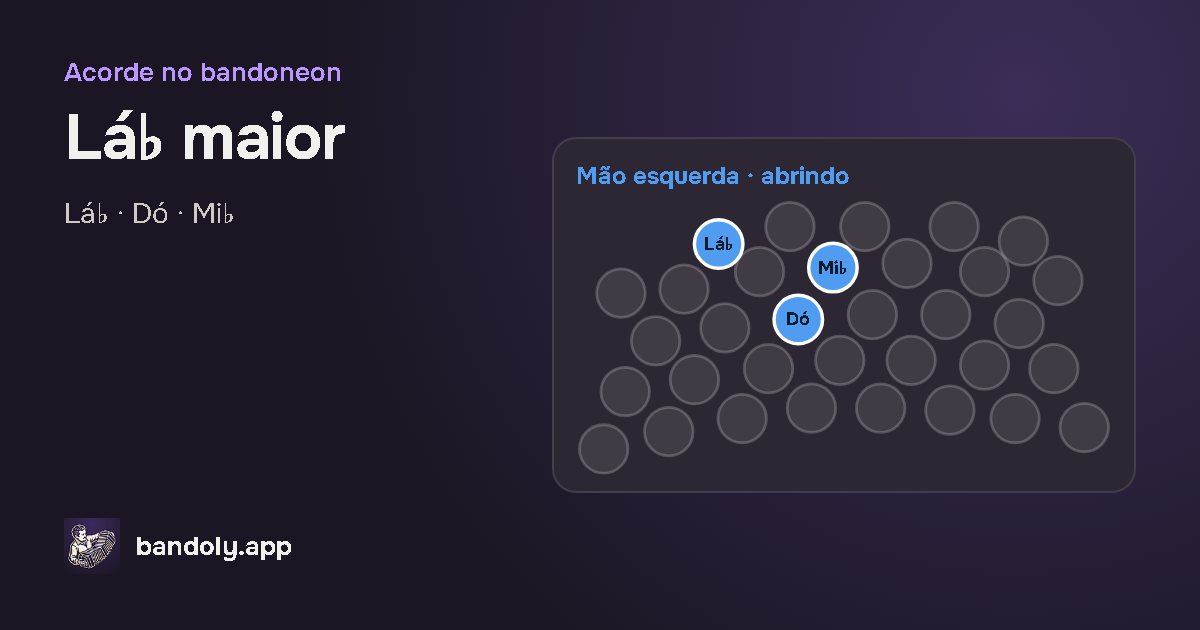 Acorde no bandoneon
Lá♭ maior
Lá♭ · Dó · Mi♭
Mão esquerda · abrindo
Lá♭
Mi♭
Dó
bandoly.app